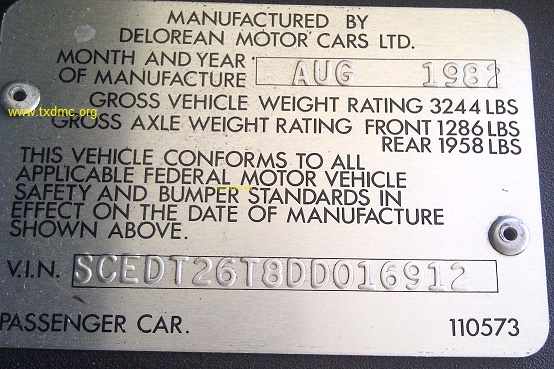 MANUFACTURED BY
DELOREAN MOTOR CARS LTD.
MONTH AND YEAR
OF MANUFACTURE AUG 1982
GROSS VEHICLE WEIGHT RATING 3244 LBS
www.txdmc.org
GROSS AXLE WEIGHT RATING FRONT 1286 LBS
REAR 1958 LBS
THIS VEHICLE CONFORMS TO ALL
APPLICABLE FEDERAL MOTOR VEHICLE
SAFETY AND BUMPER STANDARDS IN
EFFECT ON THE DATE OF MANUFACTURE
SHOWN ABOVE.
V.I.N. SCEDT26T8DD016912
PASSENGER CAR. 110573